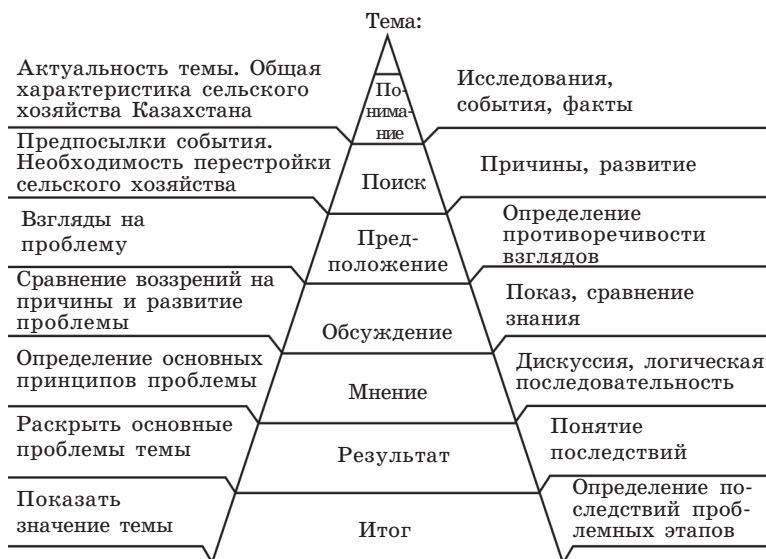 Тема:
Актуальность темы. Общая
характеристика сельского
хозяйства Казахстана
По-
нима-
ние
Исследования,
события, факты
Предпосылки события.
Необходимость перестройки
сельского хозяйства
Поиск
Причины, развитие
Взгляды на
проблему
Пред-
положение
Определение
противоречивости
взглядов
Сравнение воззрений на
причины и развитие
проблемы
Обсуждение
Показ, сравнение
знания
Определение основных
принципов проблемы
Мнение
Дискуссия, логическая
последовательность
Раскрыть основные
проблемы темы
Результат
Понятие
последствий
Показать
значение темы
Итог
Определение по-
следствий проб-
лемных этапов